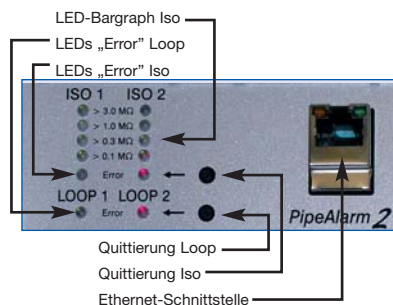 LED-Bargraph Iso
LEDs „Error” Loop
LEDs „Error” Iso
ISO 1 ISO 2
> 3.0 MΩ
> 1.0 MΩ
> 0.3 MΩ
> 0.1 MΩ
Error
LOOP 1 LOOP 2
Error
PipeAlarm 2
Quittierung Loop
Quittierung Iso
Ethernet-Schnittstelle